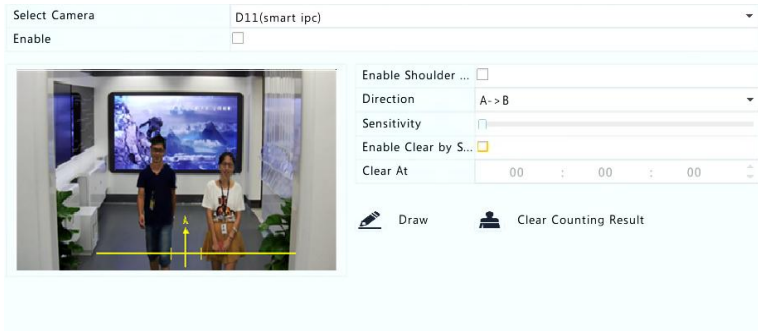 Select Camera
D11(smart ipc)
Enable
Enable Shoulder ...
Direction
A->B
Sensitivity
Enable Clear by S...
Clear At
00 : 00 : 00
A
Draw
Clear Counting Result